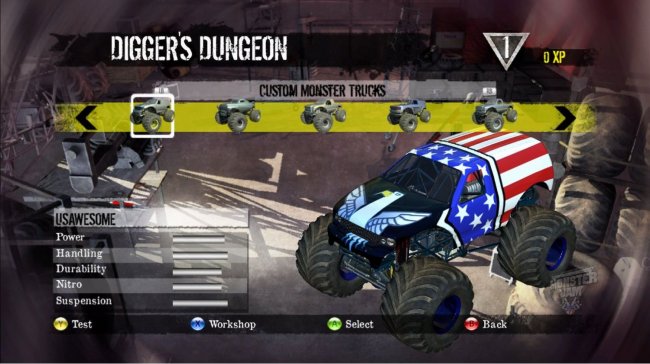 DIGGER'S DUNGEON
1
0 XP
CUSTOM MONSTER TRUCKS
USAWESOME
Power
Handling
Durability
Nitro
Suspension
Y Test
X Workshop
A Select
B Back